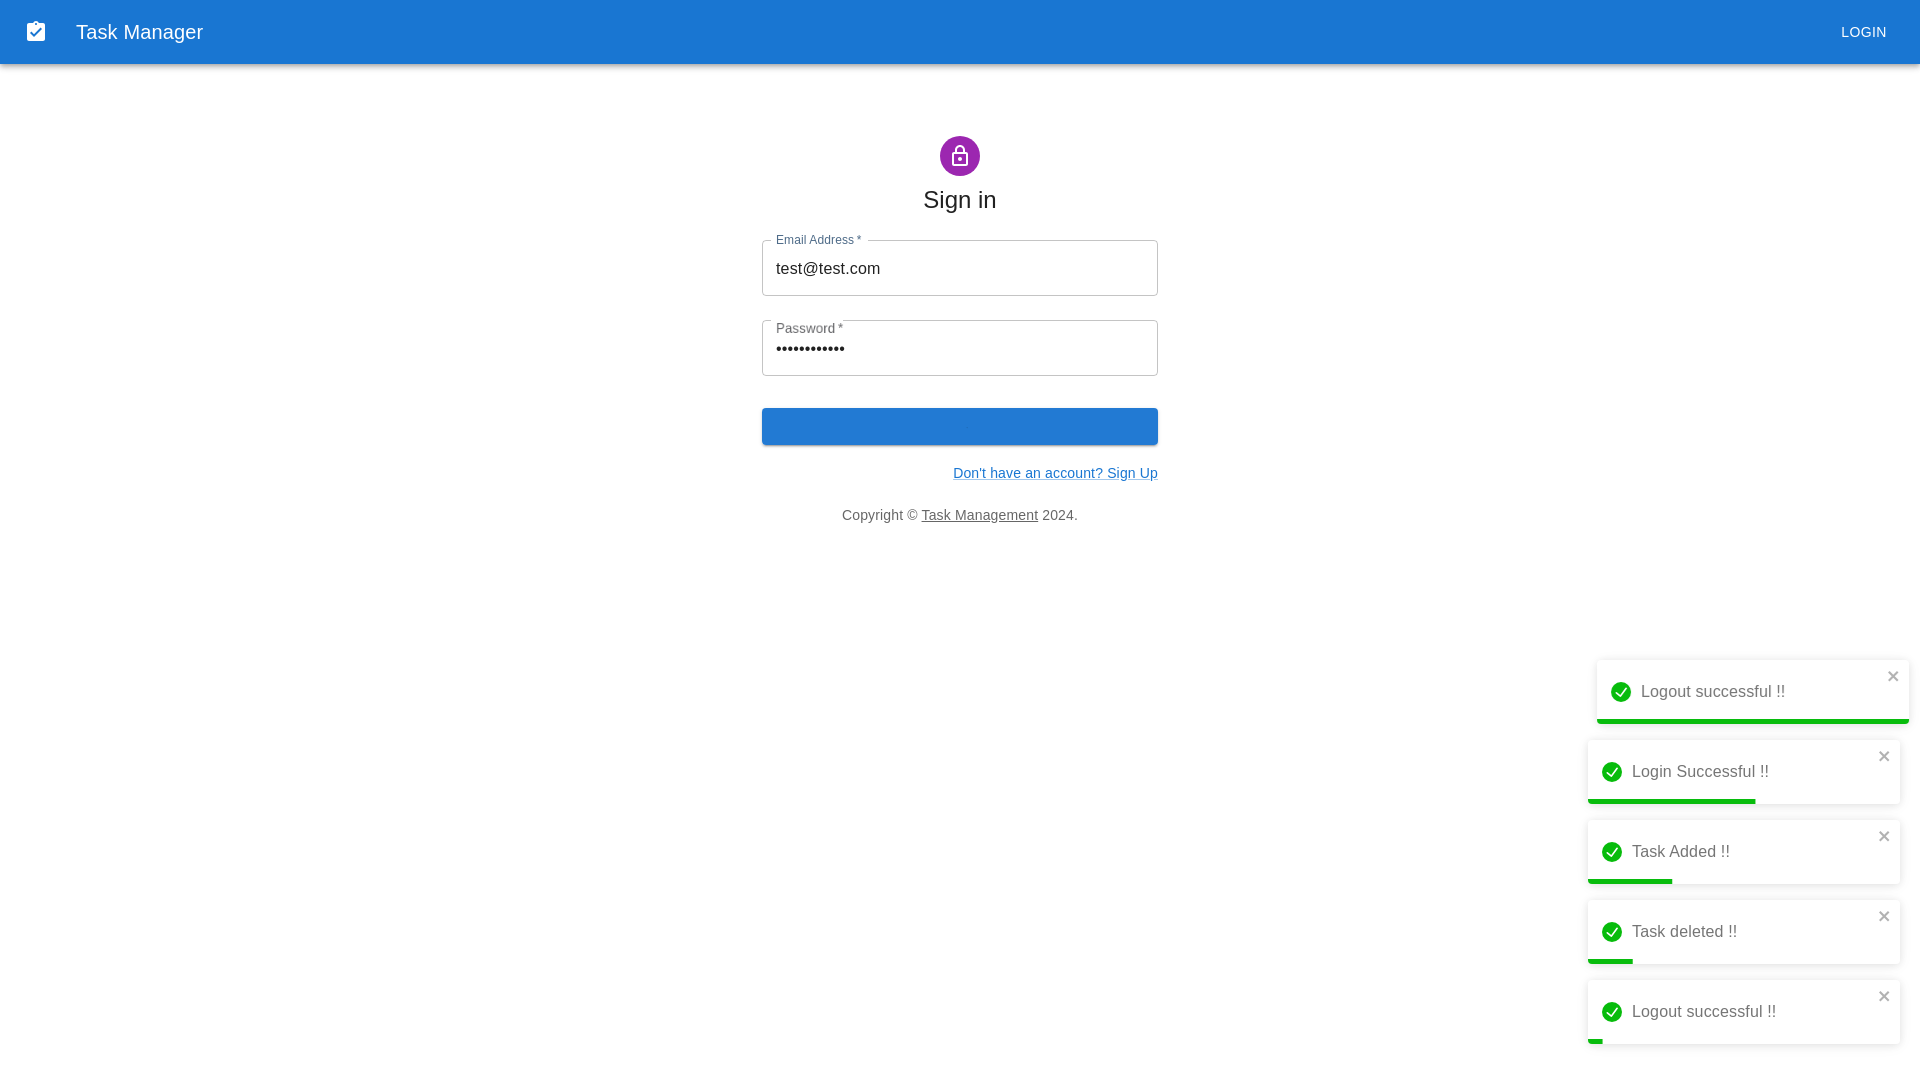 Task Manager
LOGIN
Sign in
Email Address *
test@test.com
Password *
••••••••••••
Don't have an account? Sign Up
Copyright © Task Management 2024.
Logout successful !!
Login Successful !!
Task Added !!
Task deleted !!
Logout successful !!